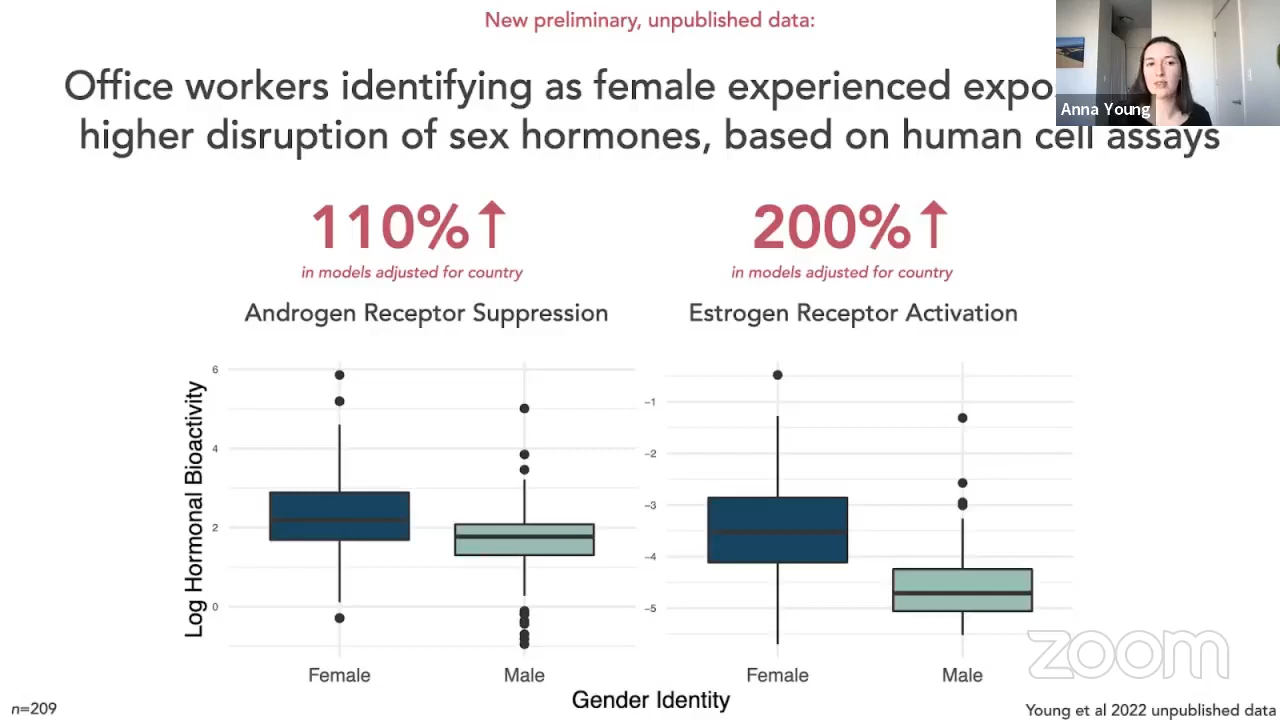 New preliminary, unpublished data:
Office workers identifying as female experienced
higher disruption of sex hormones, based on human cell assays
Anna Young
110%↑
in models adjusted for country
Androgen Receptor Suppression
200%↑
in models adjusted for country
Estrogen Receptor Activation
Log Hormonal Bioactivity
6
4
2
0
-1
-2
-3
-4
-5
Female
Male
Female
Male
Gender Identity
zoom
n=209
Young et al 2022 unpublished data